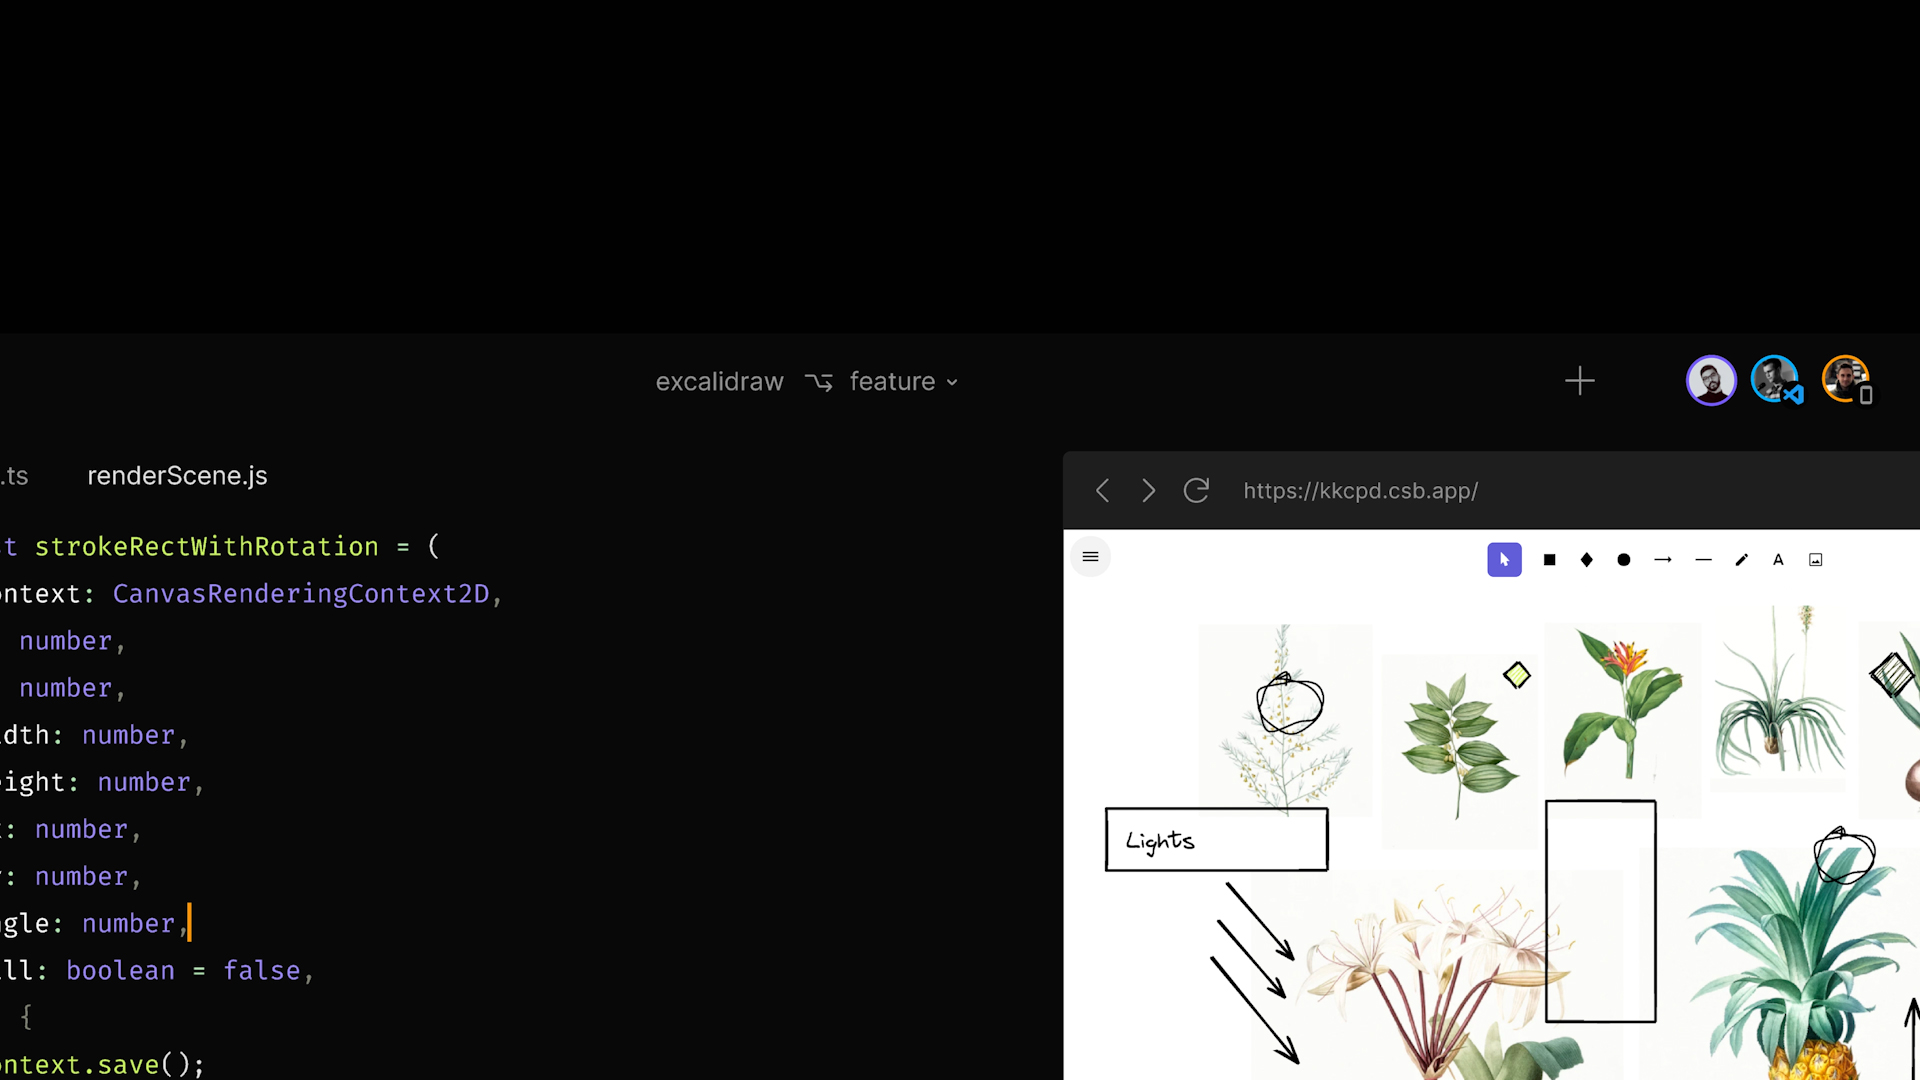 excalidraw feature
.ts renderScene.js
https://kkcpd.csb.app/
t strokeRectWithRotation = (
ntext: CanvasRenderingContext2D,
number,
number,
dth: number,
eight: number,
: number,
: number,
gle: number,
ll: boolean = false,
{
ntext.save();
A
Lights